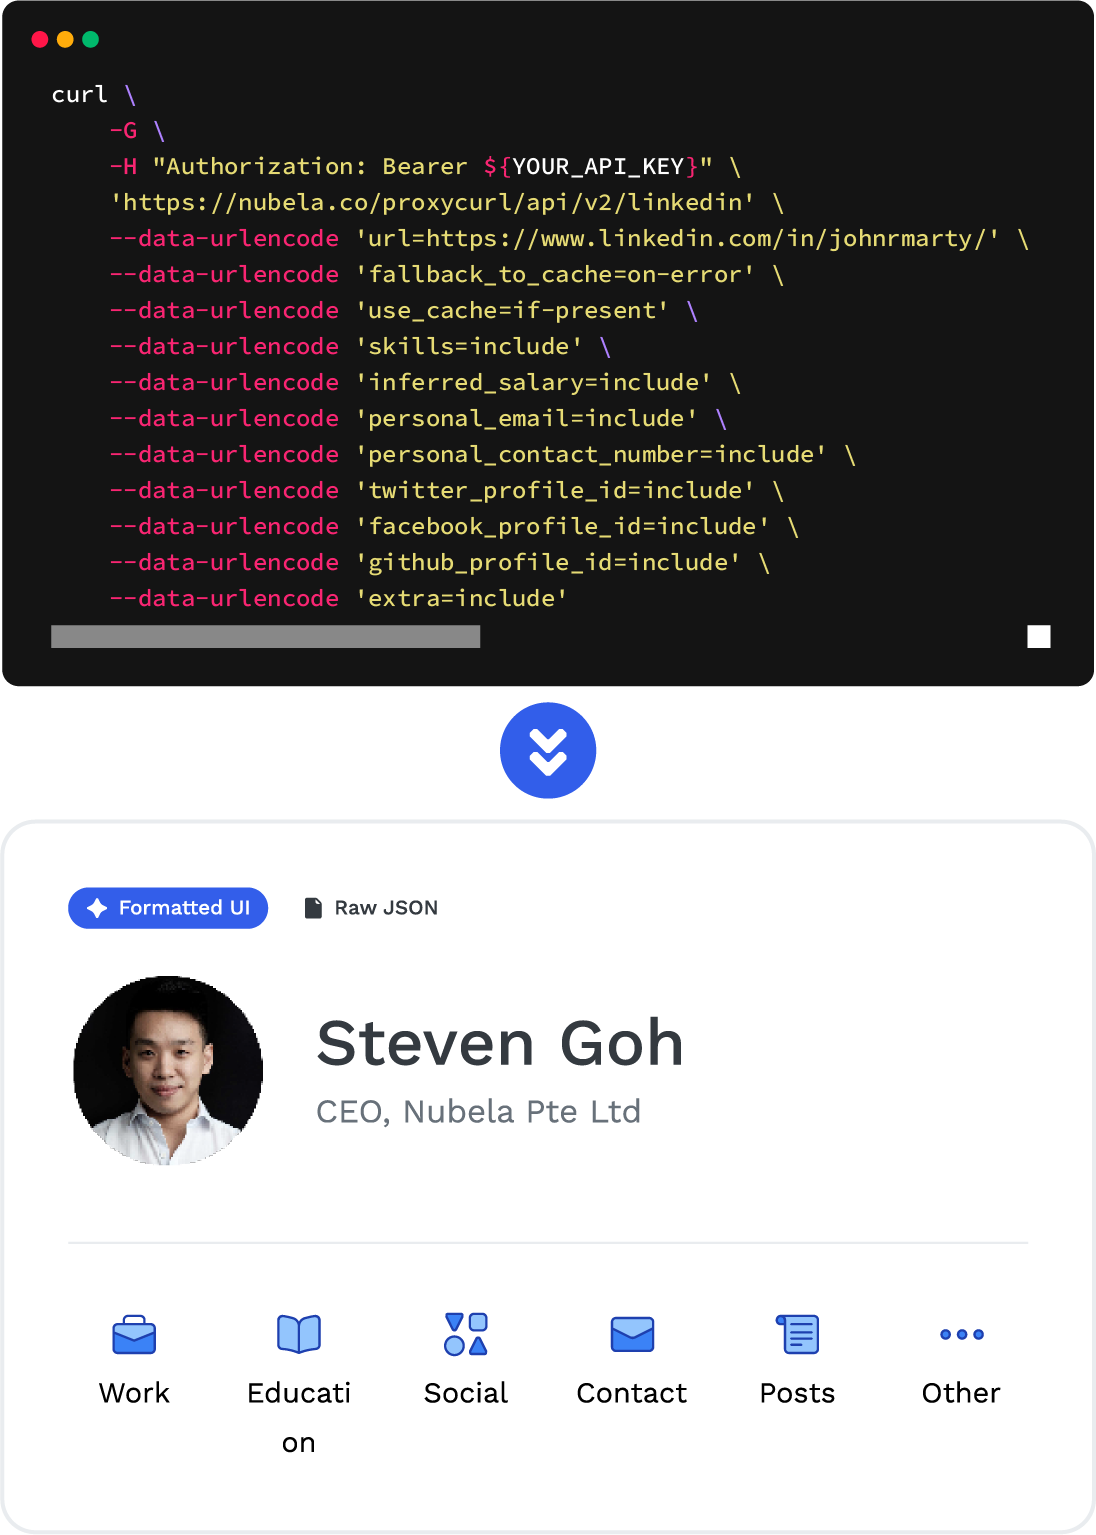 curl \
-G \
-H "Authorization: Bearer ${YOUR_API_KEY}" \
'https://nubela.co/proxycurl/api/v2/linkedin' \
--data-urlencode 'url=https://www.linkedin.com/in/johnrmarty/' \
--data-urlencode 'fallback_to_cache=on-error' \
--data-urlencode 'use_cache=if-present' \
--data-urlencode 'skills=include' \
--data-urlencode 'inferred_salary=include' \
--data-urlencode 'personal_email=include' \
--data-urlencode 'personal_contact_number=include' \
--data-urlencode 'twitter_profile_id=include' \
--data-urlencode 'facebook_profile_id=include' \
--data-urlencode 'github_profile_id=include' \
--data-urlencode 'extra=include'
Formatted UI Raw JSON
Steven Goh
CEO, Nubela Pte Ltd
Work Educati Social Contact Posts Other
on